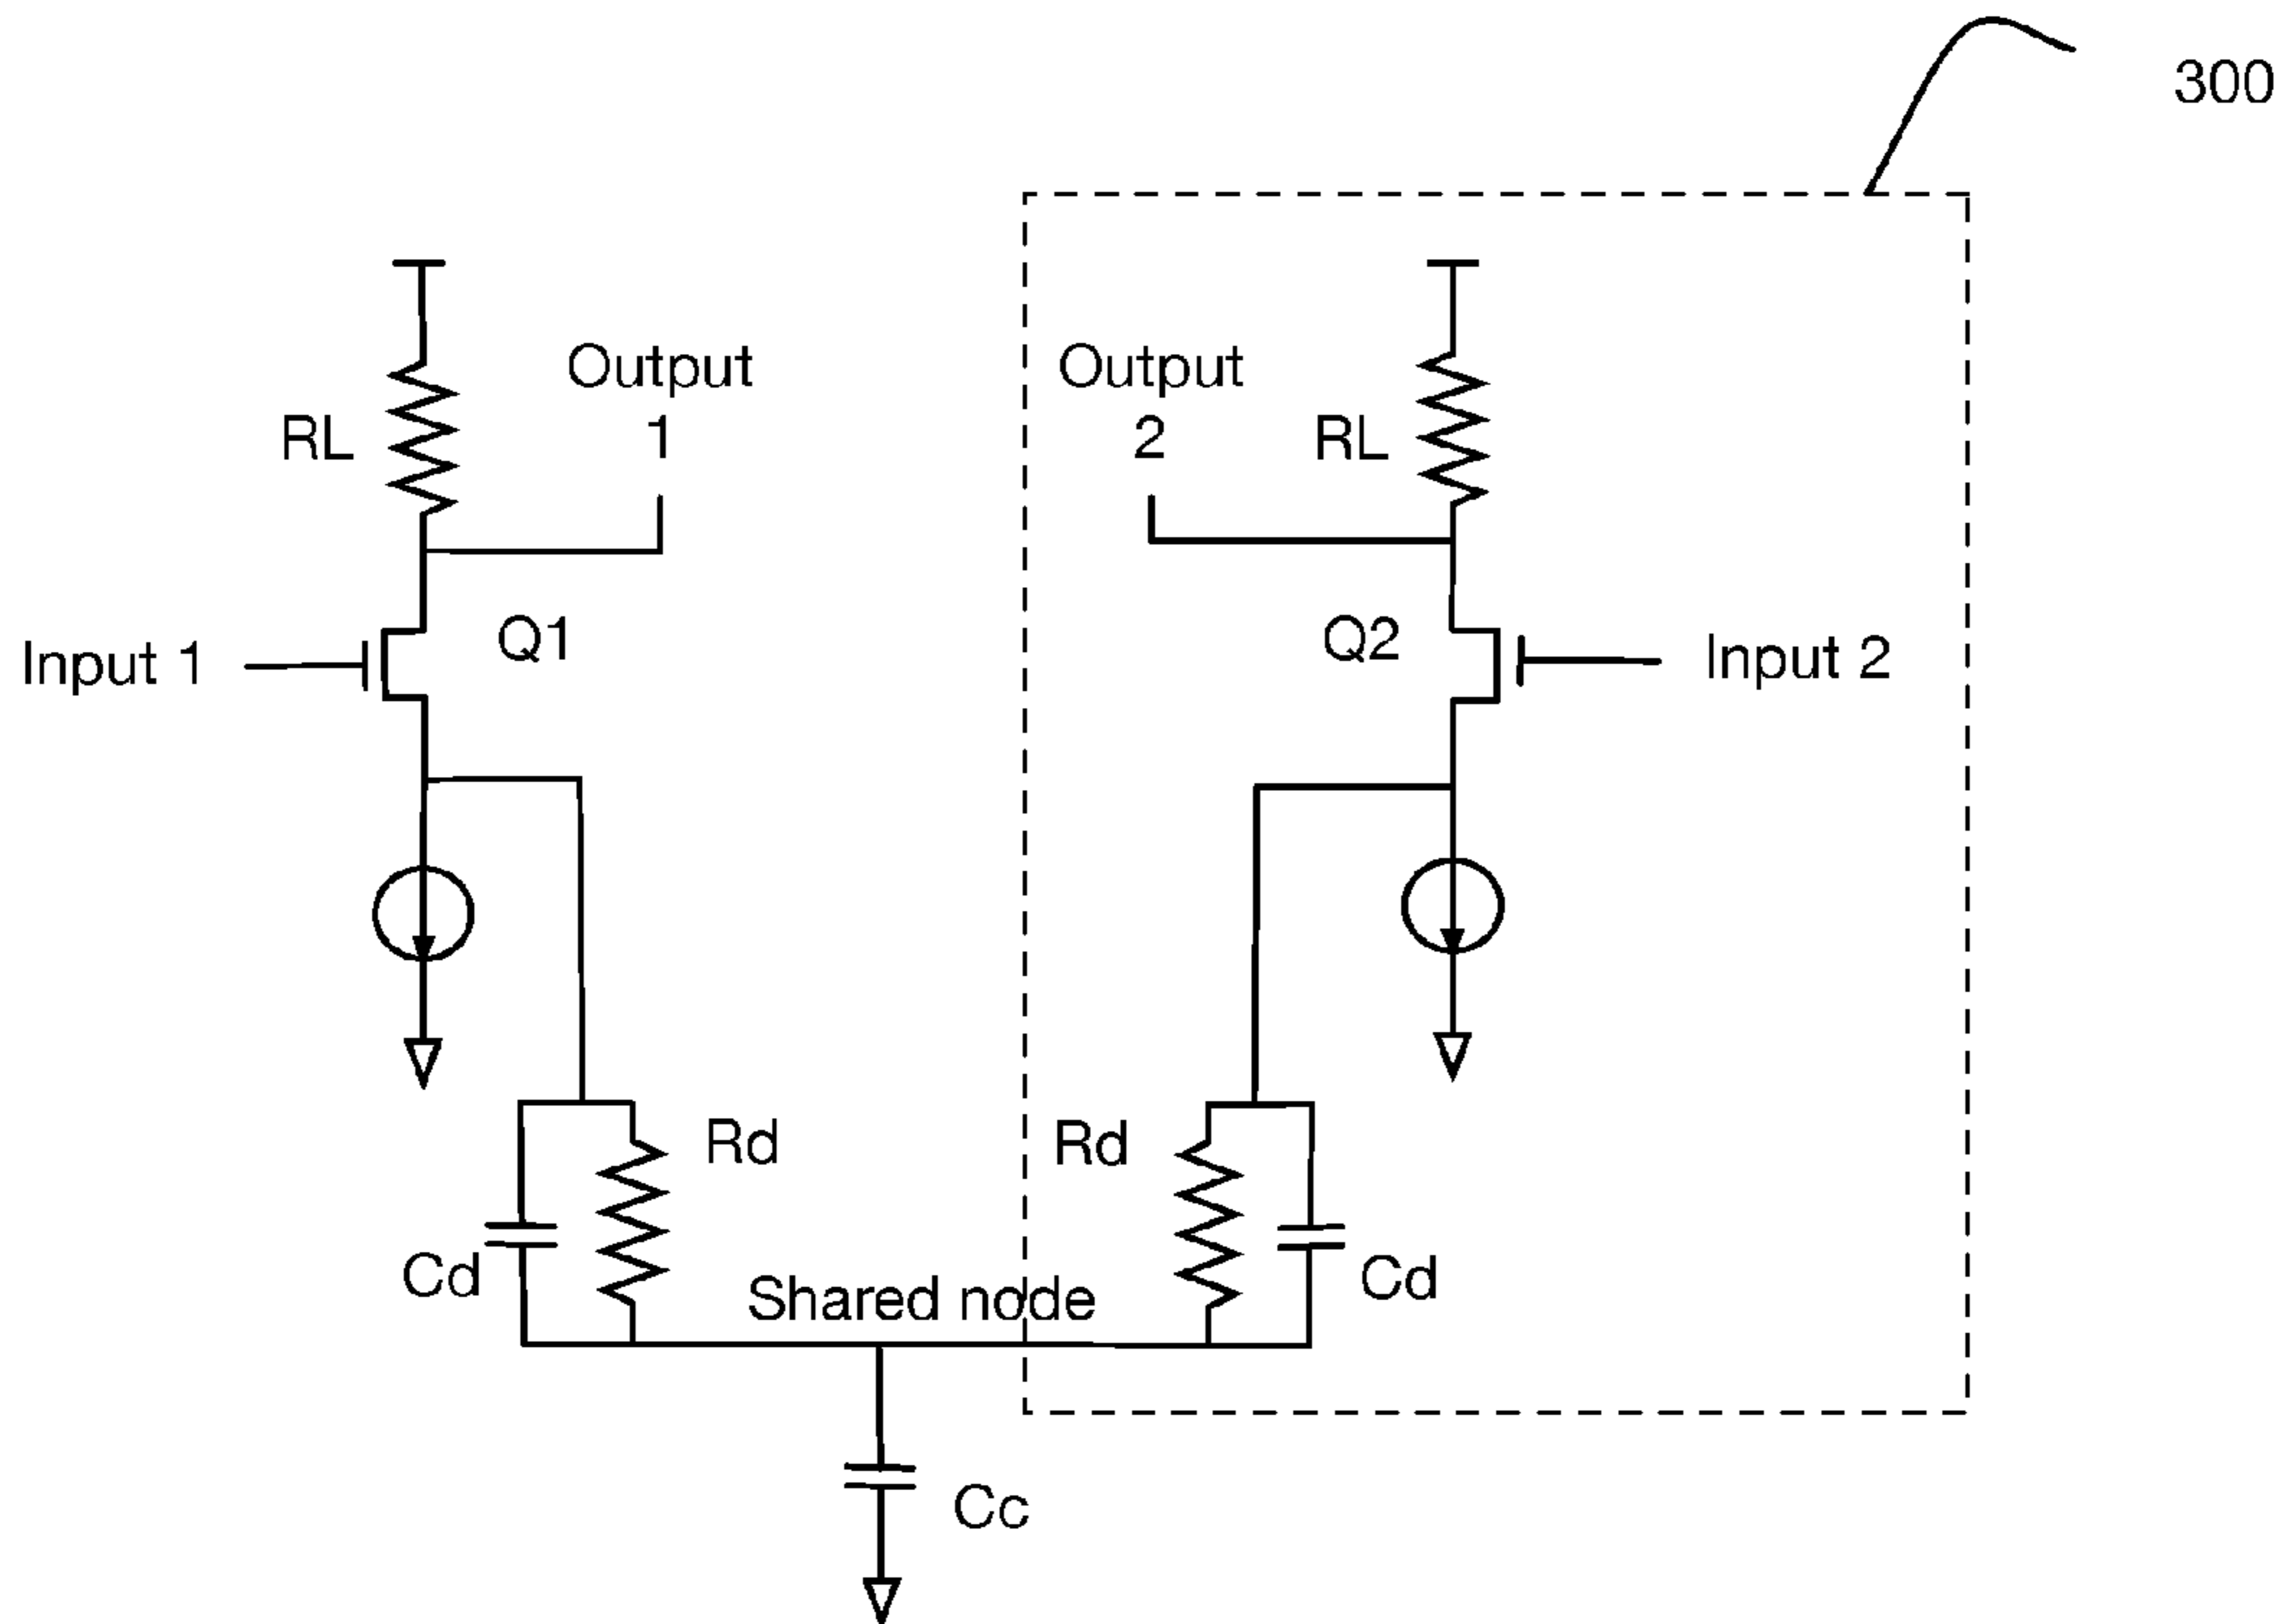 300
Output
1
Output
2
RL
RL
Input 1
Q1
Q2
Input 2
Rd
Rd
Cd
Cd
Shared node
Cc